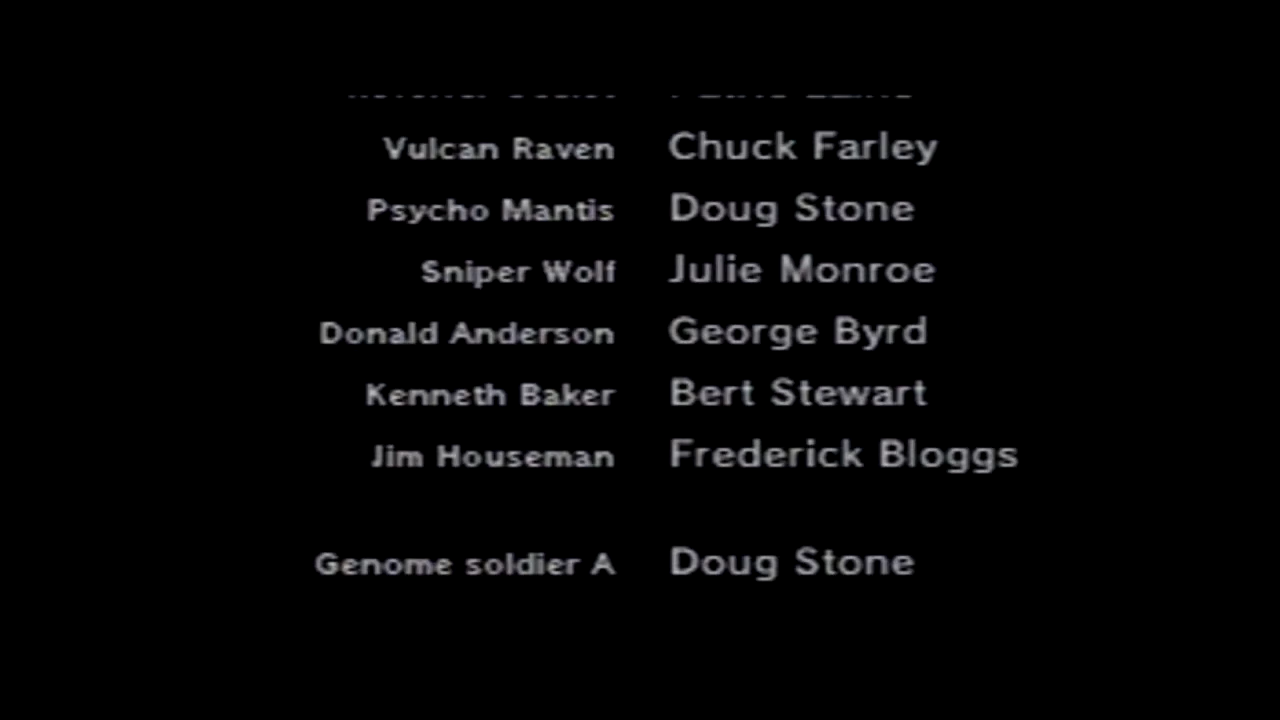 Vulcan Raven Chuck Farley
Psycho Mantis Doug Stone
Sniper Wolf Julie Monroe
Donald Anderson George Byrd
Kenneth Baker Bert Stewart
Jim Houseman Frederick Bloggs
Genome soldier A Doug Stone